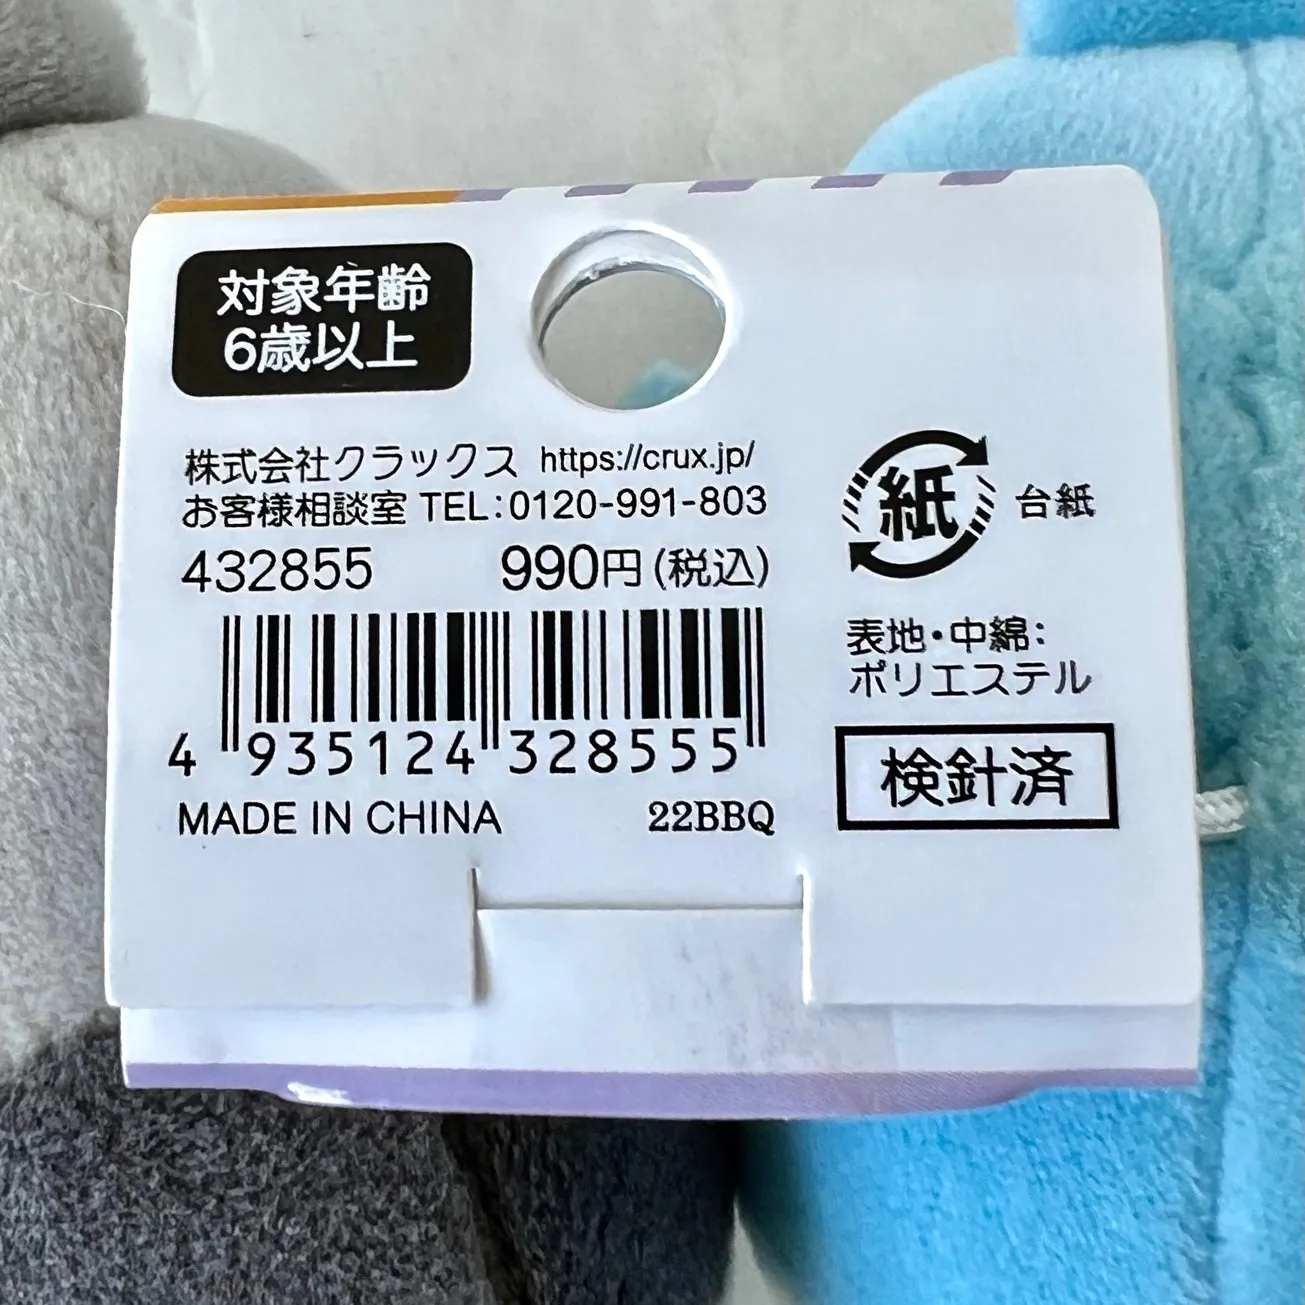 対象年齢
6歳以上
株式会社クラックス https://crux.jp/
お客様相談室 TEL:0120-991-803
432855 990円(税込)
4 935124 328555
MADE IN CHINA 22BBQ
紙 台紙
表地・中綿:
ポリエステル
検針済